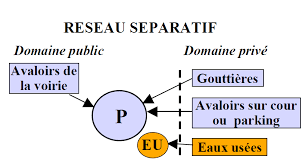 RESEAU SEPARATIF
Domaine public
Domaine privé
Avaloirs de
la voirie
Gouttières
P
Avaloirs sur cour
ou parking
EU
Eaux usées